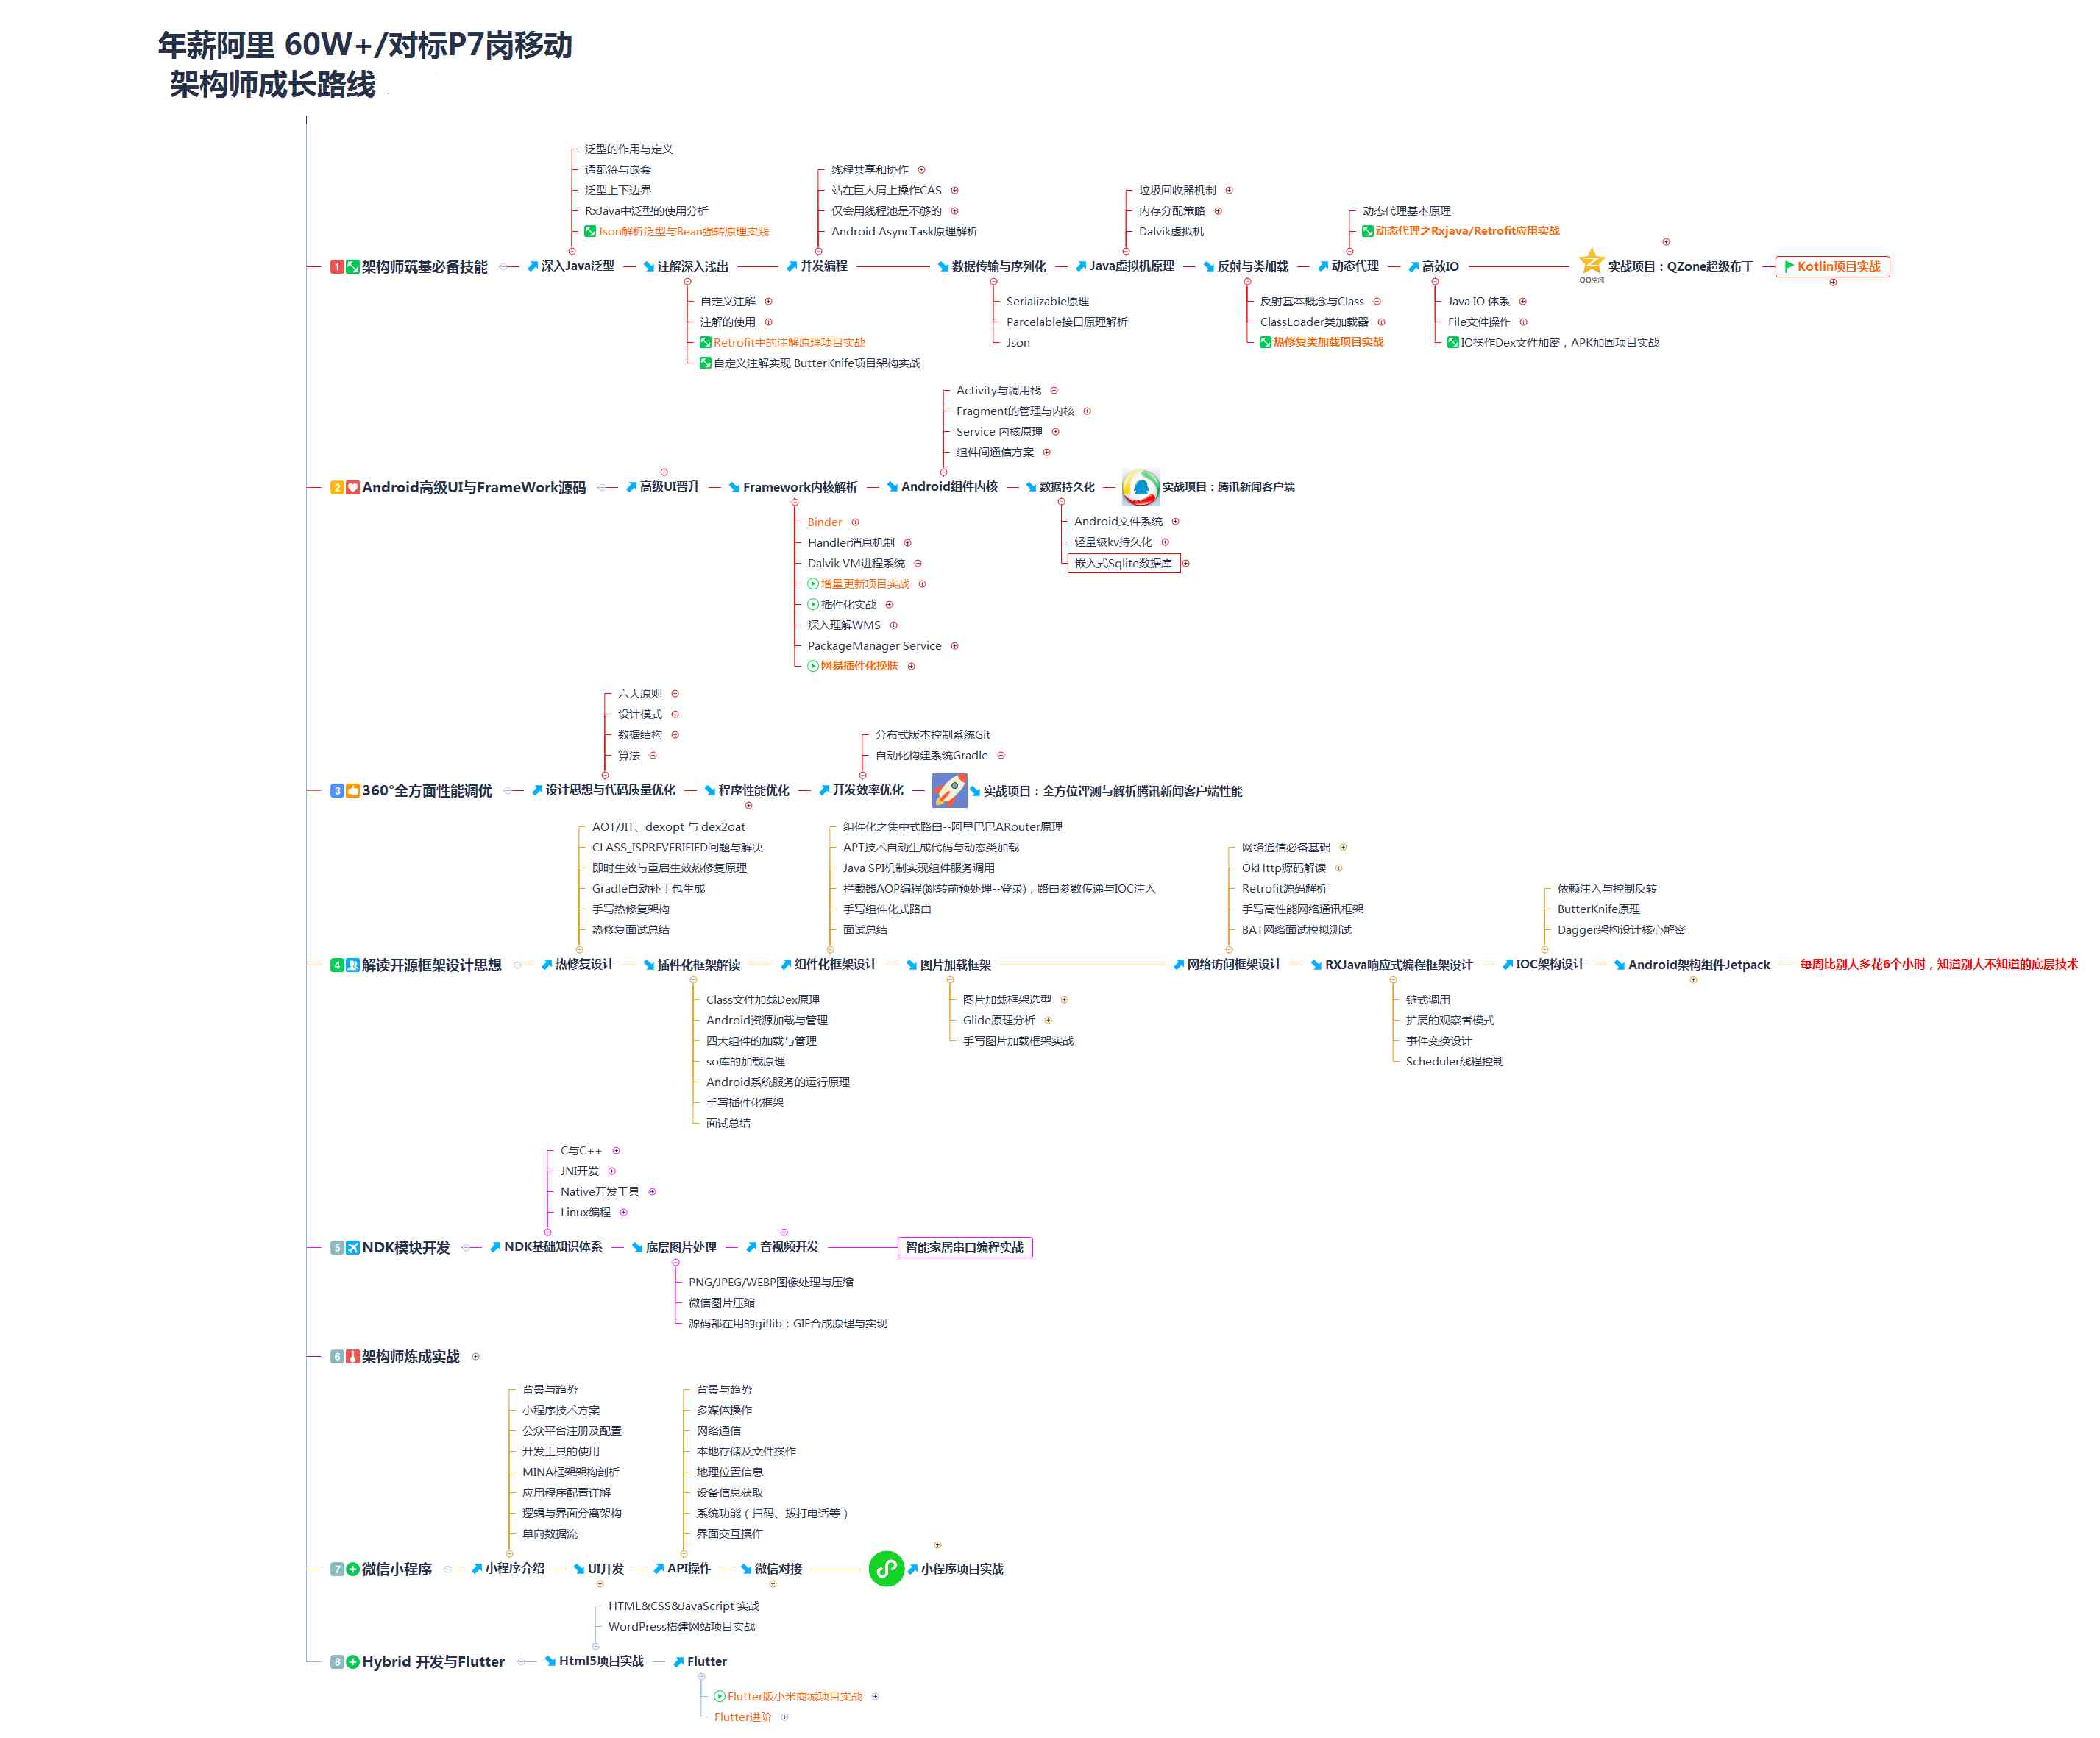 年薪阿里 60W+/对标P7岗移动
架构师成长路线
1 架构师筑基必备技能
深入Java泛型
泛型的作用与定义
通配符与嵌套
泛型上下边界
RxJava中泛型的使用分析
Json解析泛型与Bean强转原理实践
注解深入浅出
自定义注解
注解的使用
Retrofit中的注解原理项目实战
自定义注解实现 ButterKnife项目架构实战
并发编程
线程共享和协作
站在巨人肩上操作CAS
仅会用线程池是不够的
Android AsyncTask原理解析
数据传输与序列化
Serializable原理
Parcelable接口原理解析
Json
Java虚拟机原理
垃圾回收器机制
内存分配策略
Dalvik虚拟机
反射与类加载
反射基本概念与Class
ClassLoader类加载器
热修复类加载项目实战
动态代理
动态代理基本原理
动态代理之Rxjava/Retrofit应用实战
高效IO
Java IO 体系
File文件操作
IO操作Dex文件加密，APK加固项目实战
QQ空间
实战项目：QZone超级布丁
Kotlin项目实战
2 Android高级UI与FrameWork源码
高级UI晋升
Framework内核解析
Binder
Handler消息机制
Dalvik VM进程系统
增量更新项目实战
插件化实战
深入理解WMS
PackageManager Service
网易插件化换肤
Android组件内核
Activity与调用栈
Fragment的管理与内核
Service 内核原理
组件间通信方案
数据持久化
Android文件系统
轻量级kv持久化
嵌入式Sqlite数据库
实战项目：腾讯新闻客户端
3 360°全方面性能调优
设计思想与代码质量优化
六大原则
设计模式
数据结构
算法
程序性能优化
开发效率优化
分布式版本控制系统Git
自动化构建系统Gradle
实战项目：全方位评测与解析腾讯新闻客户端性能
4 解读开源框架设计思想
热修复设计
AOT/JIT、dexopt 与 dex2oat
CLASS_ISPREVERIFIED问题与解决
即时生效与重启生效热修复原理
Gradle自动补丁包生成
手写热修复架构
热修复面试总结
插件化框架解读
Class文件加载Dex原理
Android资源加载与管理
四大组件的加载与管理
so库的加载原理
Android系统服务的运行原理
手写插件化框架
面试总结
组件化框架设计
组件化之集中式路由--阿里巴巴ARouter原理
APT技术自动生成代码与动态类加载
Java SPI机制实现组件服务调用
拦截器AOP编程(跳转前预处理--登录)，路由参数传递与IOC注入
手写组件化式路由
面试总结
图片加载框架
图片加载框架选型
Glide原理分析
手写图片加载框架实战
网络访问框架设计
网络通信必备基础
OkHttp源码解读
Retrofit源码解析
手写高性能网络通讯框架
BAT网络面试模拟测试
RXJava响应式编程框架设计
链式调用
扩展的观察者模式
事件变换设计
Scheduler线程控制
IOC架构设计
依赖注入与控制反转
ButterKnife原理
Dagger架构设计核心解密
Android架构组件Jetpack
每周比别人多花6个小时，知道别人不知道的底层技术
5 NDK模块开发
NDK基础知识体系
C与C++
JNI开发
Native开发工具
Linux编程
底层图片处理
PNG/JPEG/WEBP图像处理与压缩
微信图片压缩
源码都在用的giflib：GIF合成原理与实现
音视频开发
智能家居串口编程实战
6 架构师炼成实战
7 微信小程序
小程序介绍
背景与趋势
小程序技术方案
公众平台注册及配置
开发工具的使用
MINA框架架构剖析
应用程序配置详解
逻辑与界面分离架构
单向数据流
UI开发
API操作
背景与趋势
多媒体操作
网络通信
本地存储及文件操作
地理位置信息
设备信息获取
系统功能（扫码、拨打电话等）
界面交互操作
微信对接
小程序项目实战
8 Hybrid 开发与Flutter
Html5项目实战
HTML&CSS&JavaScript 实战
WordPress搭建网站项目实战
Flutter
Flutter版小米商城项目实战
Flutter进阶